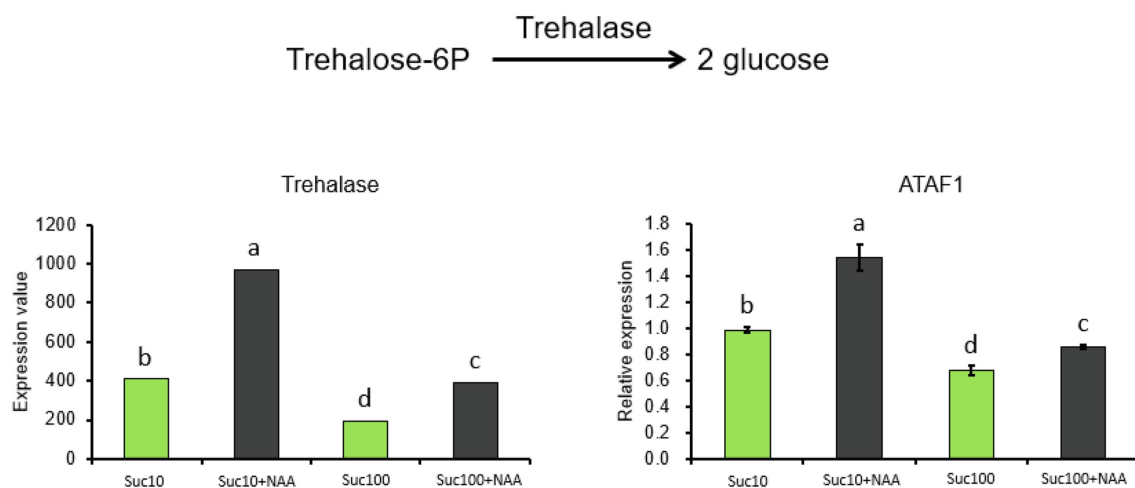 Trehalase
Trehalose-6P
2 glucose
Trehalase
Expression value
1200
1000
800
600
400
200
0
b
a
d
c
Suc10
Suc10+NAA
Suc100
Suc100+NAA
ATAF1
Relative expression
1.8
1.6
1.4
1.2
1.0
0.8
0.6
0.4
0.2
0.0
b
a
d
c
Suc10
Suc10+NAA
Suc100
Suc100+NAA